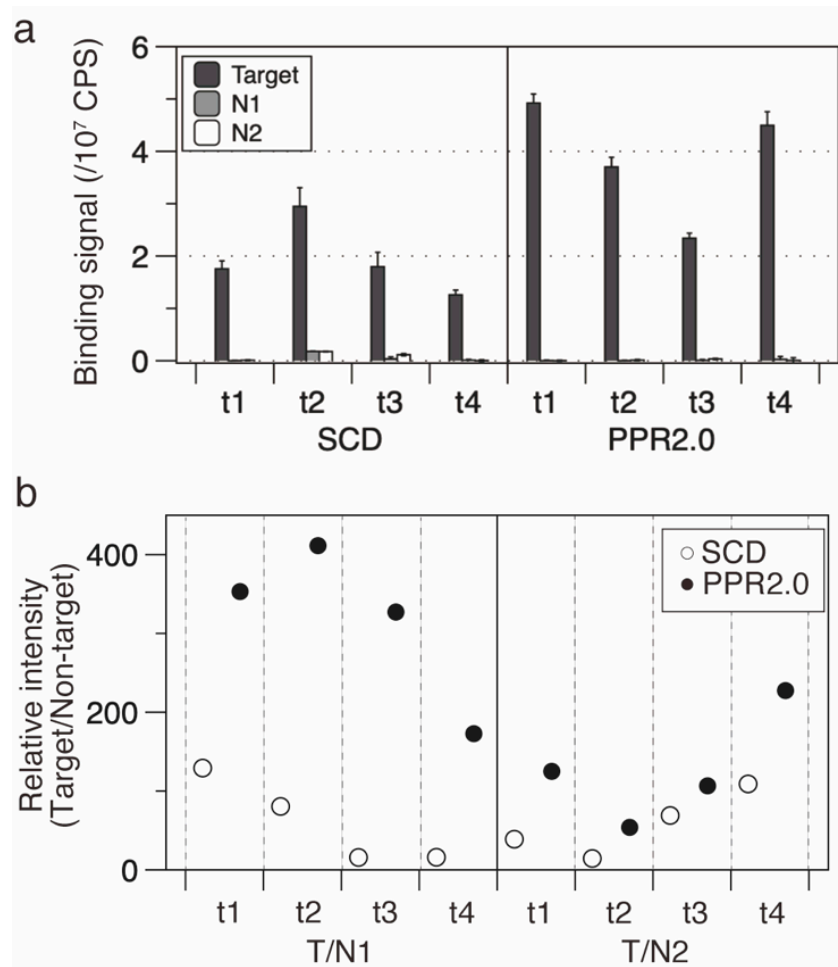 a
Binding signal (/10⁷ CPS)
6
4
2
0
Target
N1
N2
t1 t2 t3 t4 t1 t2 t3 t4
SCD PPR2.0
b
Relative intensity
(Target/Non-target)
400
200
0
SCD
PPR2.0
t1 t2 t3 t4 t1 t2 t3 t4
T/N1 T/N2